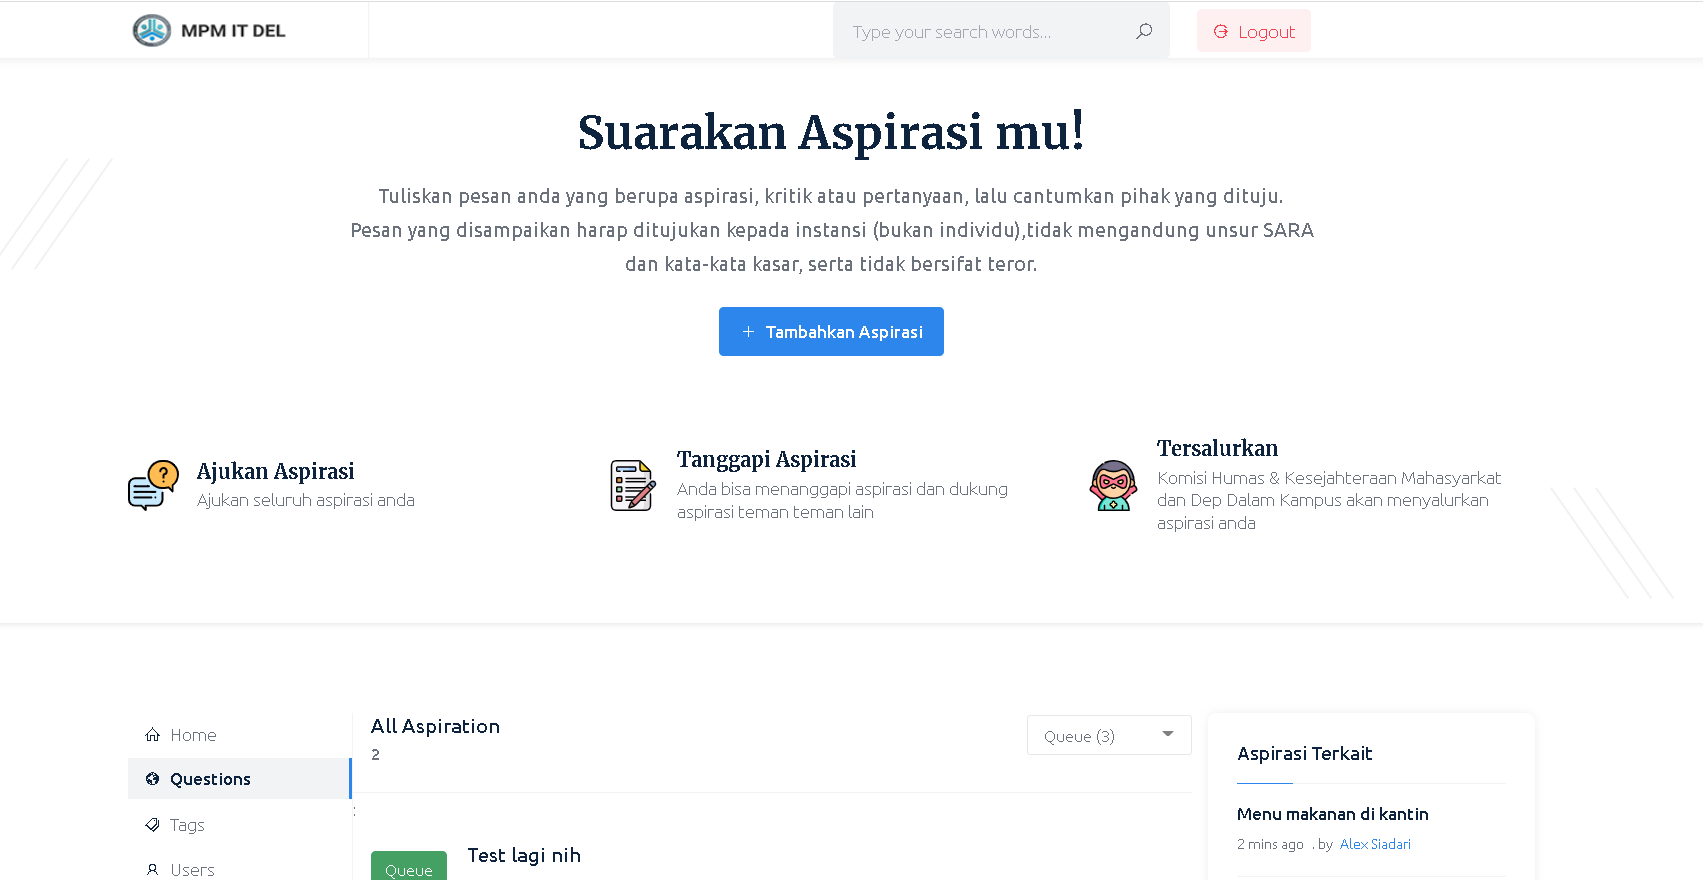 MPM IT DEL
Type your search words...
Logout
Suarakan Aspirasi mu!
Tuliskan pesan anda yang berupa aspirasi, kritik atau pertanyaan, lalu cantumkan pihak yang dituju.
Pesan yang disampaikan harap ditujukan kepada instansi (bukan individu),tidak mengandung unsur SARA
dan kata-kata kasar, serta tidak bersifat teror.
+ Tambahkan Aspirasi
Ajukan Aspirasi
Ajukan seluruh aspirasi anda
Tanggapi Aspirasi
Anda bisa menanggapi aspirasi dan dukung
aspirasi teman teman lain
Tersalurkan
Komisi Humas & Kesejahteraan Mahasyarkat
dan Dep Dalam Kampus akan menyalurkan
aspirasi anda
Home
Questions
Tags
Users
All Aspiration
2
Queue (3)
:
Queue
Test lagi nih
Aspirasi Terkait
Menu makanan di kantin
2 mins ago . by Alex Siadari